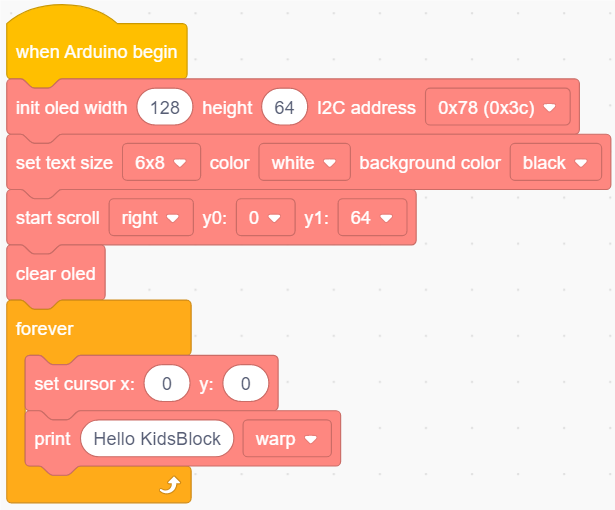 when Arduino begin
init oled width 128 height 64 I2C address 0x78 (0x3c)
set text size 6x8 color white background color black
start scroll right y0: 0 y1: 64
clear oled
forever
set cursor x: 0 y: 0
print Hello KidsBlock warp